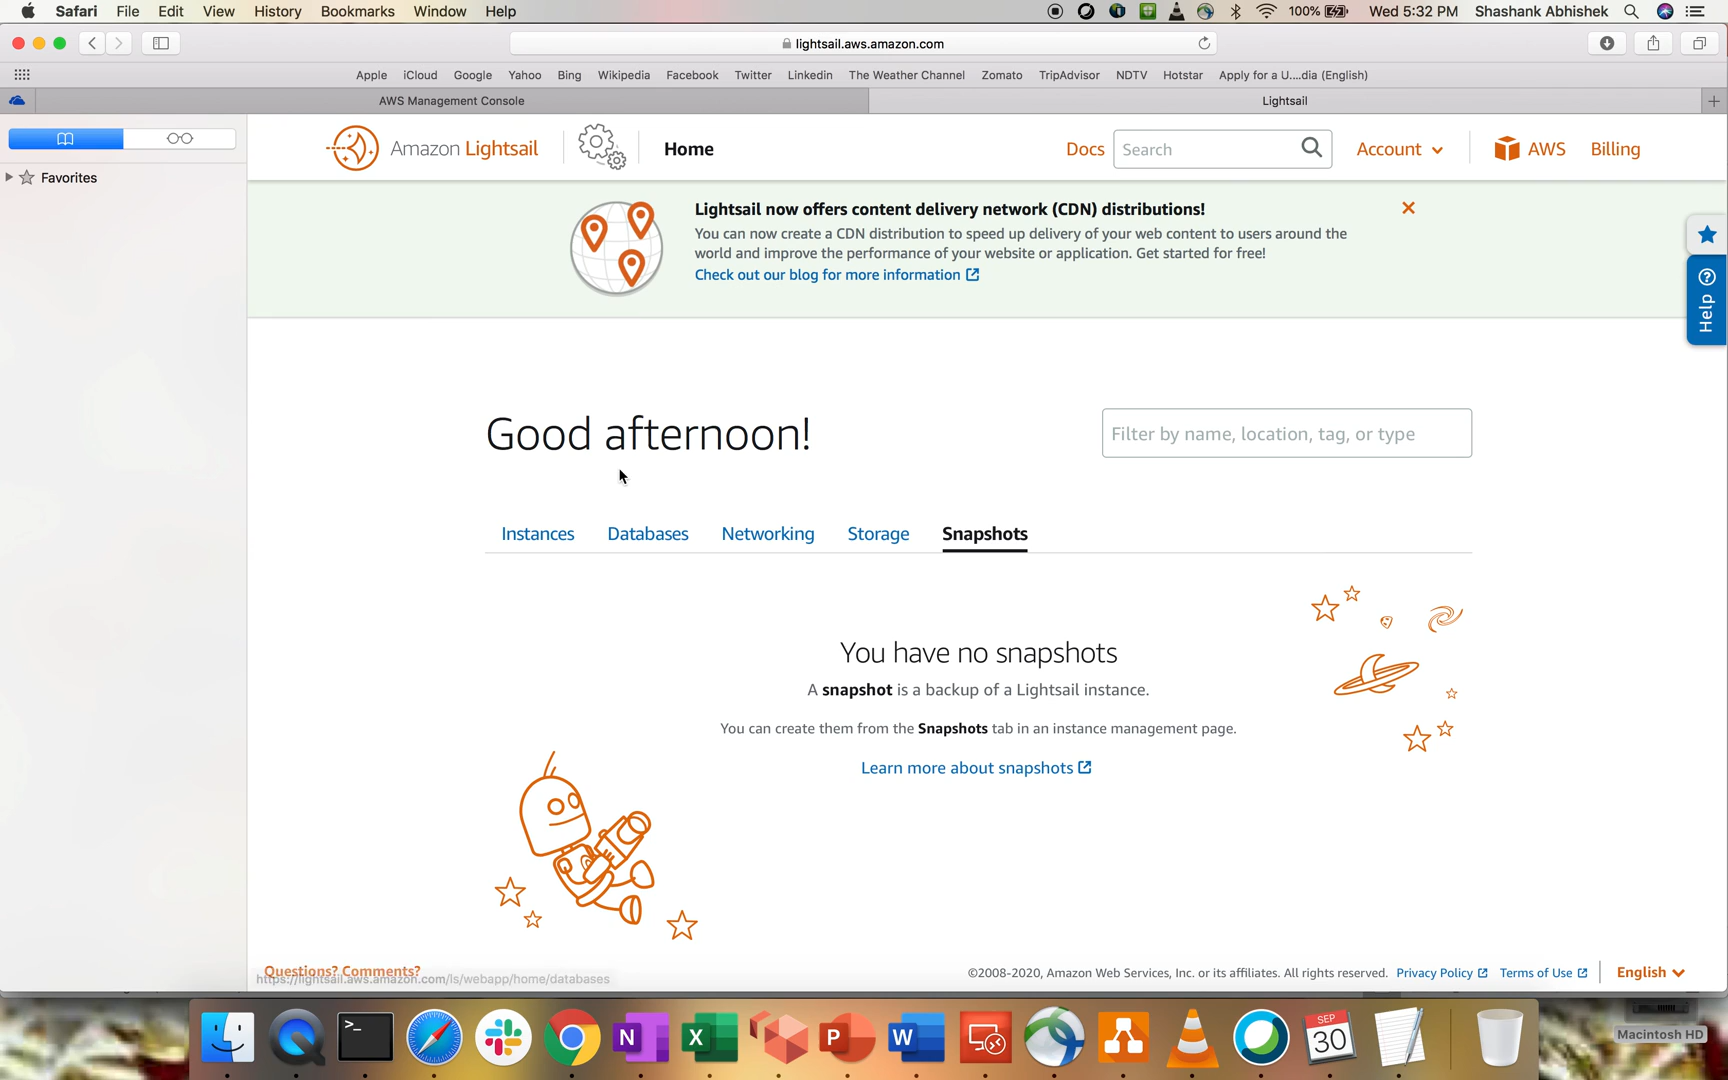 Safari File Edit View History Bookmarks Window Help 100% Wed 5:32 PM Shashank Abhishek
lightsail.aws.amazon.com
Apple iCloud Google Yahoo Bing Wikipedia Facebook Twitter Linkedin The Weather Channel Zomato TripAdvisor NDTV Hotstar Apply for a U....dia (English)
AWS Management Console Lightsail
Favorites
Amazon Lightsail Home Docs Search Account AWS Billing
Lightsail now offers content delivery network (CDN) distributions!
You can now create a CDN distribution to speed up delivery of your web content to users around the
world and improve the performance of your website or application. Get started for free!
Check out our blog for more information
Help
Good afternoon!
Filter by name, location, tag, or type
Instances Databases Networking Storage Snapshots
You have no snapshots
A snapshot is a backup of a Lightsail instance.
You can create them from the Snapshots tab in an instance management page.
Learn more about snapshots
Questions? Comments?
https://lightsail.aws.amazon.com/ls/webapp/home/databases
©2008-2020, Amazon Web Services, Inc. or its affiliates. All rights reserved. Privacy Policy Terms of Use English
>_ N X P W SEP 30
Macintosh HD